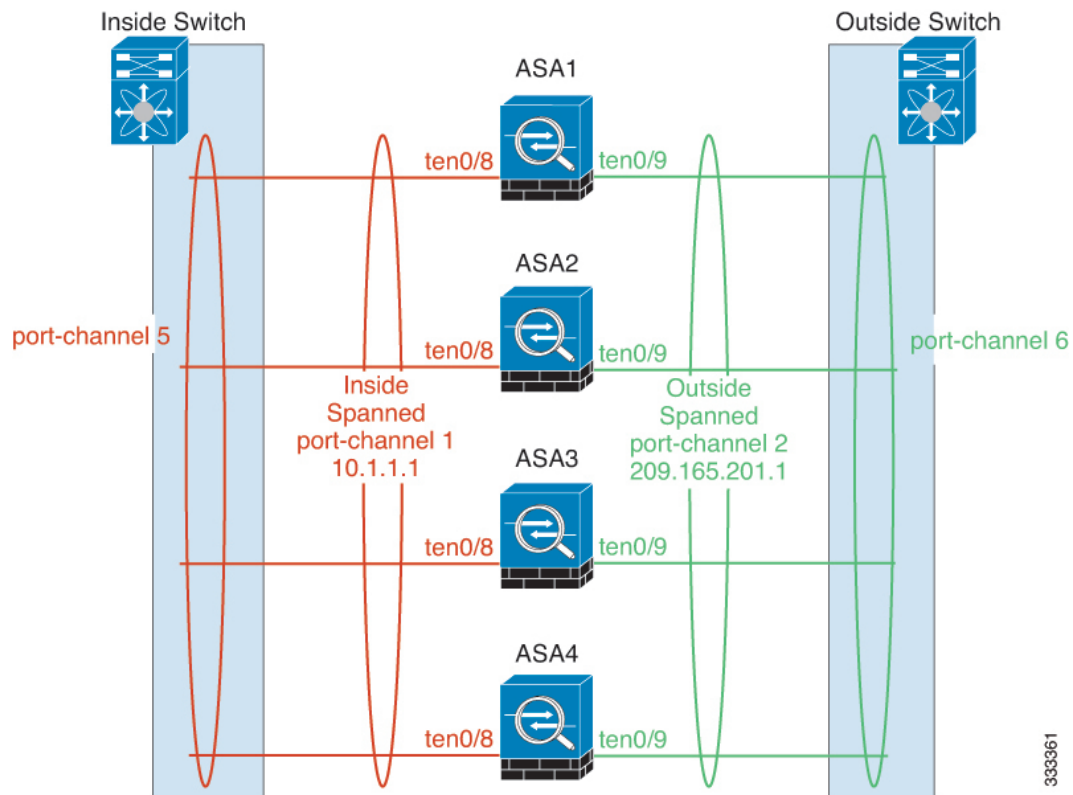 Inside Switch
Outside Switch
ASA1
ten0/8
ten0/9
ASA2
port-channel 5
ten0/8
ten0/9
port-channel 6
Inside
Spanned
port-channel 1
10.1.1.1
Outside
Spanned
port-channel 2
209.165.201.1
ASA3
ten0/8
ten0/9
ASA4
ten0/8
ten0/9
333361